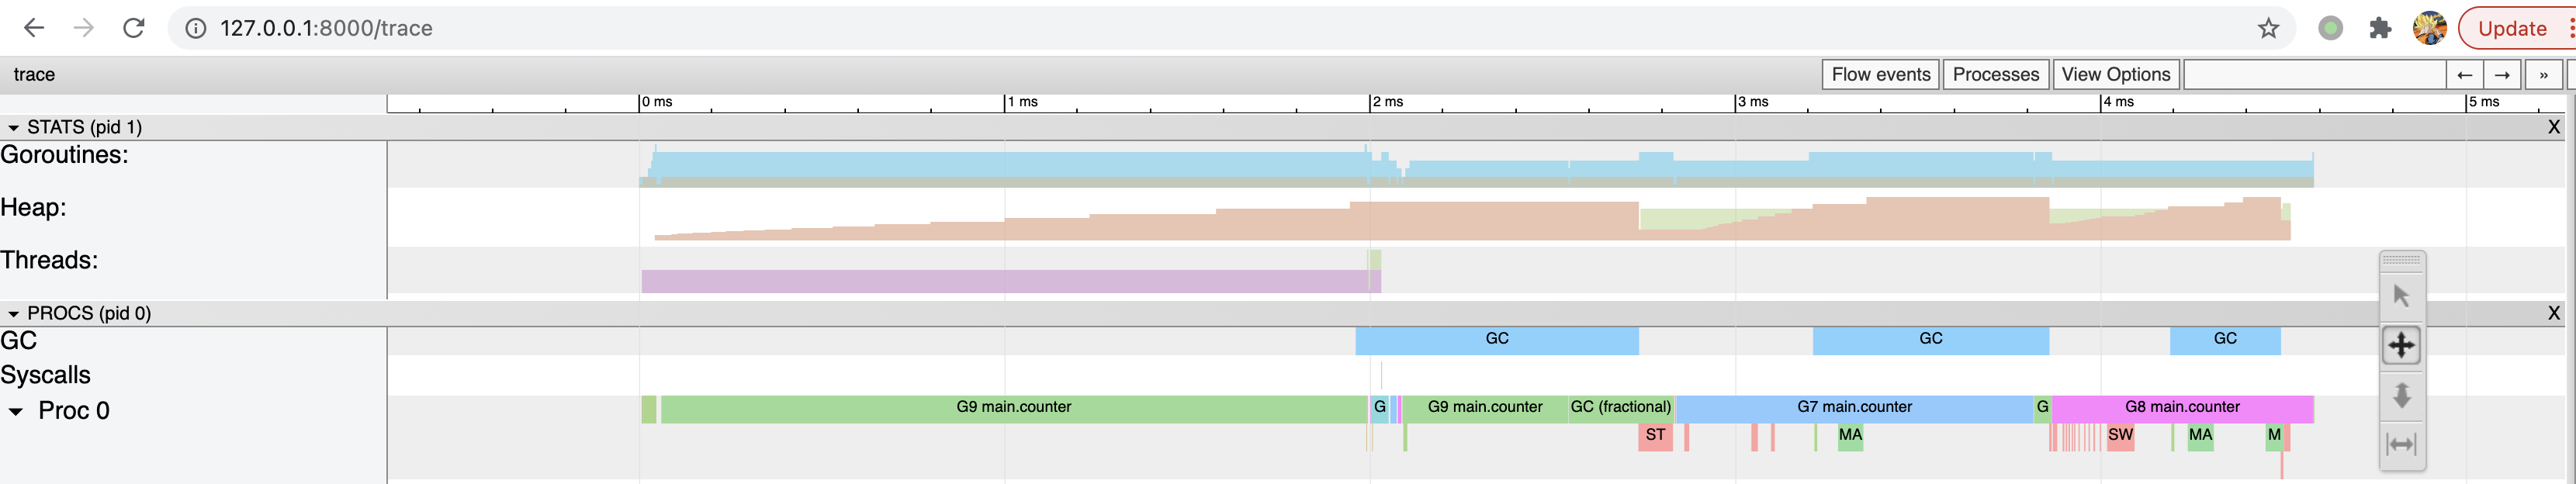 127.0.0.1:8000/trace
Update
trace
Flow events
Processes
View Options
←
→
»
0 ms
1 ms
2 ms
3 ms
4 ms
5 ms
STATS (pid 1)
X
Goroutines:
Heap:
Threads:
PROCS (pid 0)
X
GC
GC
GC
GC
Syscalls
Proc 0
G9 main.counter
G
G9 main.counter
GC (fractional)
G7 main.counter
G
G8 main.counter
ST
MA
SW
MA
M